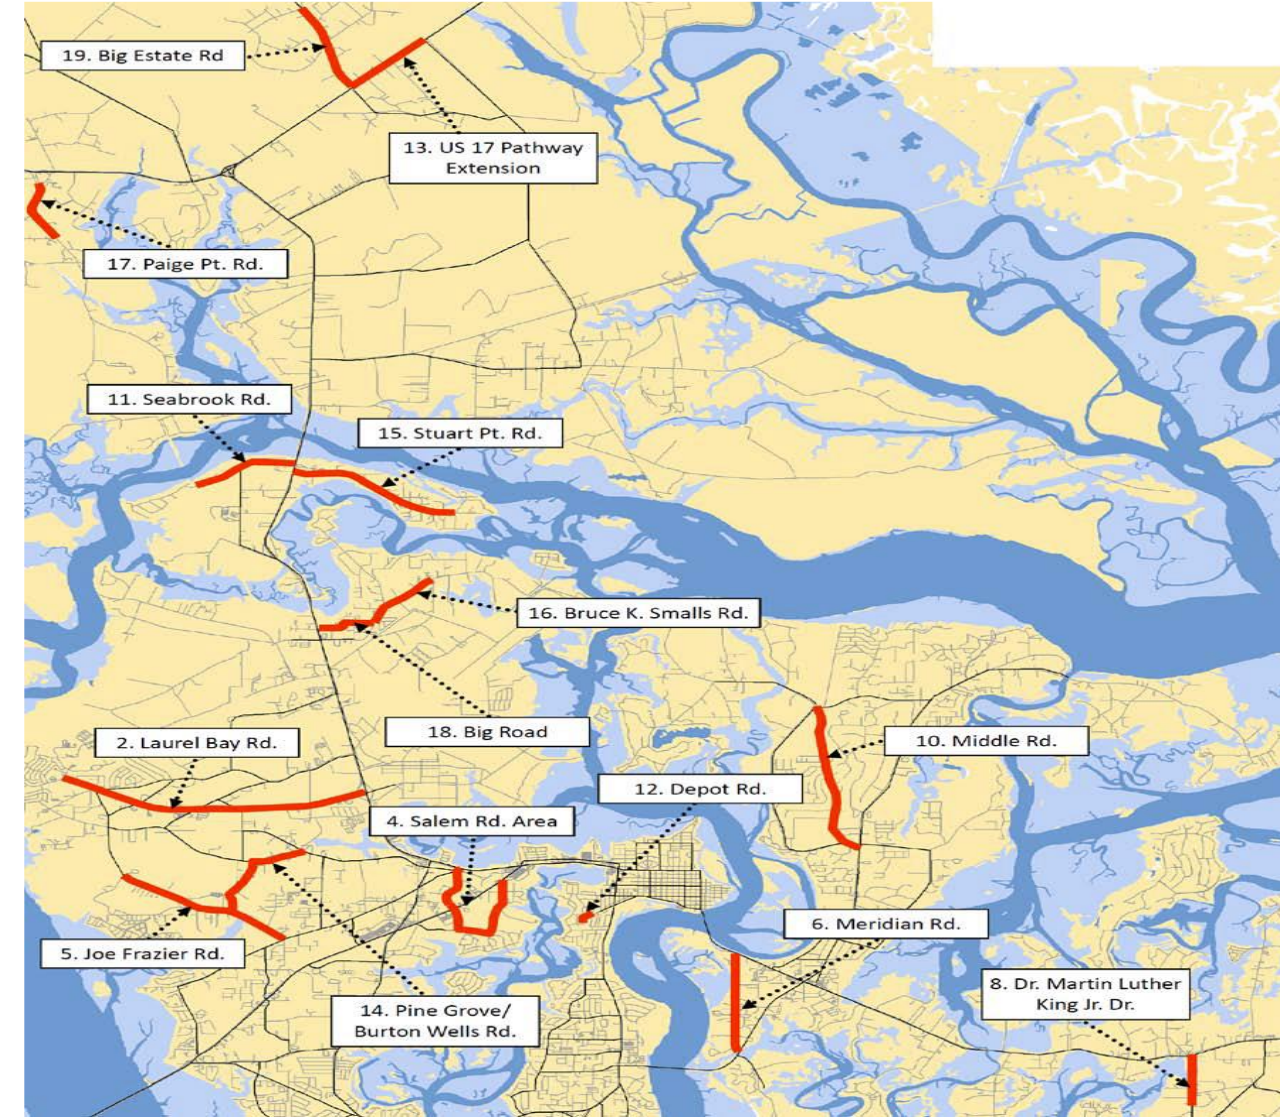 19. Big Estate Rd
13. US 17 Pathway
Extension
17. Paige Pt. Rd.
11. Seabrook Rd.
15. Stuart Pt. Rd.
16. Bruce K. Smalls Rd.
18. Big Road
2. Laurel Bay Rd.
10. Middle Rd.
12. Depot Rd.
4. Salem Rd. Area
6. Meridian Rd.
5. Joe Frazier Rd.
8. Dr. Martin Luther
King Jr. Dr.
14. Pine Grove/
Burton Wells Rd.